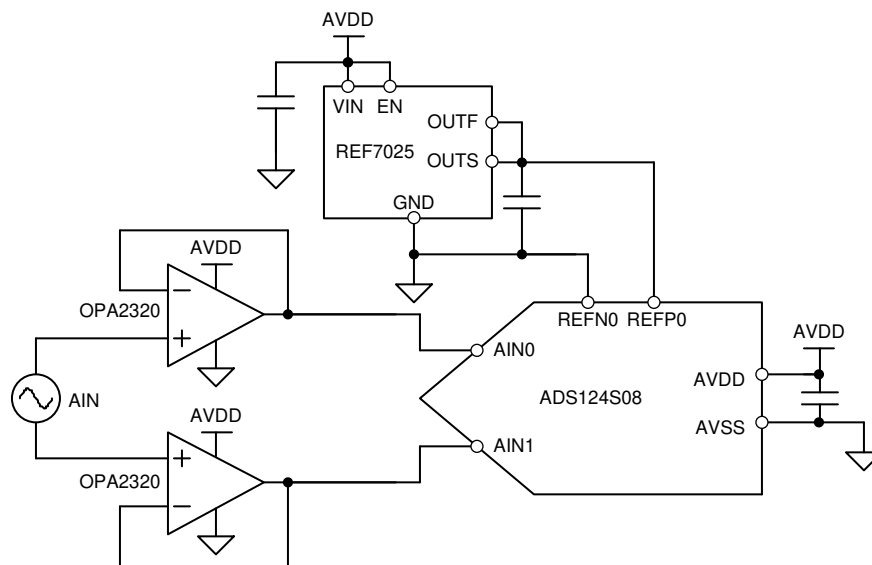 AVDD
VIN EN
OUTF
REF7025
OUTS
GND
AVDD
OPA2320
REFN0 REFP0
AVDD
AIN0
AVDD
ADS124S08
AIN
AVDD
AVSS
AIN1
OPA2320